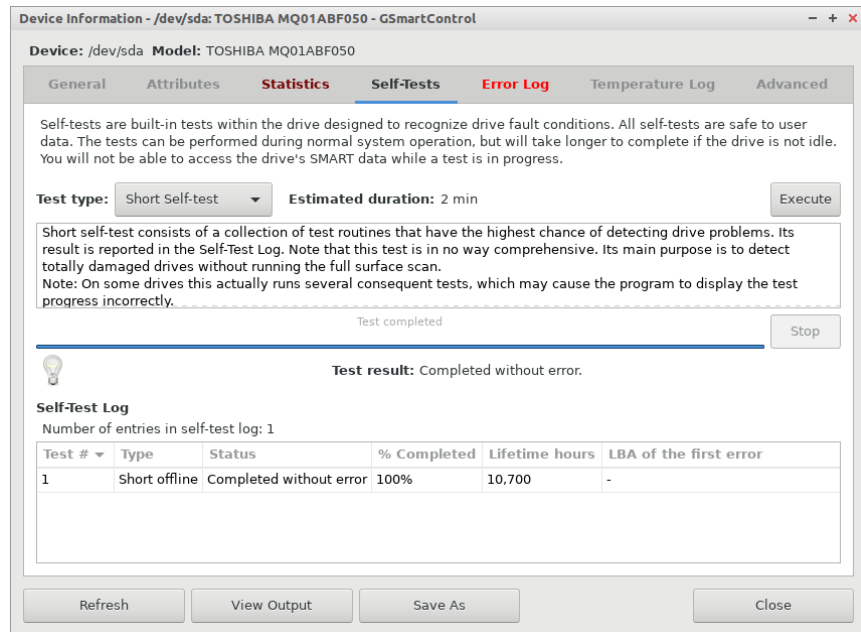 Device Information - /dev/sda: TOSHIBA MQ01ABF050 - GSmartControl
Device: /dev/sda Model: TOSHIBA MQ01ABF050
General Attributes Statistics Self-Tests Error Log Temperature Log Advanced
Self-tests are built-in tests within the drive designed to recognize drive fault conditions. All self-tests are safe to user
data. The tests can be performed during normal system operation, but will take longer to complete if the drive is not idle.
You will not be able to access the drive's SMART data while a test is in progress.
Test type: Short Self-test Estimated duration: 2 min Execute
Short self-test consists of a collection of test routines that have the highest chance of detecting drive problems. Its
result is reported in the Self-Test Log. Note that this test is in no way comprehensive. Its main purpose is to detect
totally damaged drives without running the full surface scan.
Note: On some drives this actually runs several consequent tests, which may cause the program to display the test
progress incorrectly.
Test completed
Stop
Test result: Completed without error.
Self-Test Log
Number of entries in self-test log: 1
Test # Type Status % Completed Lifetime hours LBA of the first error
1 Short offline Completed without error 100% 10,700 -
Refresh View Output Save As Close